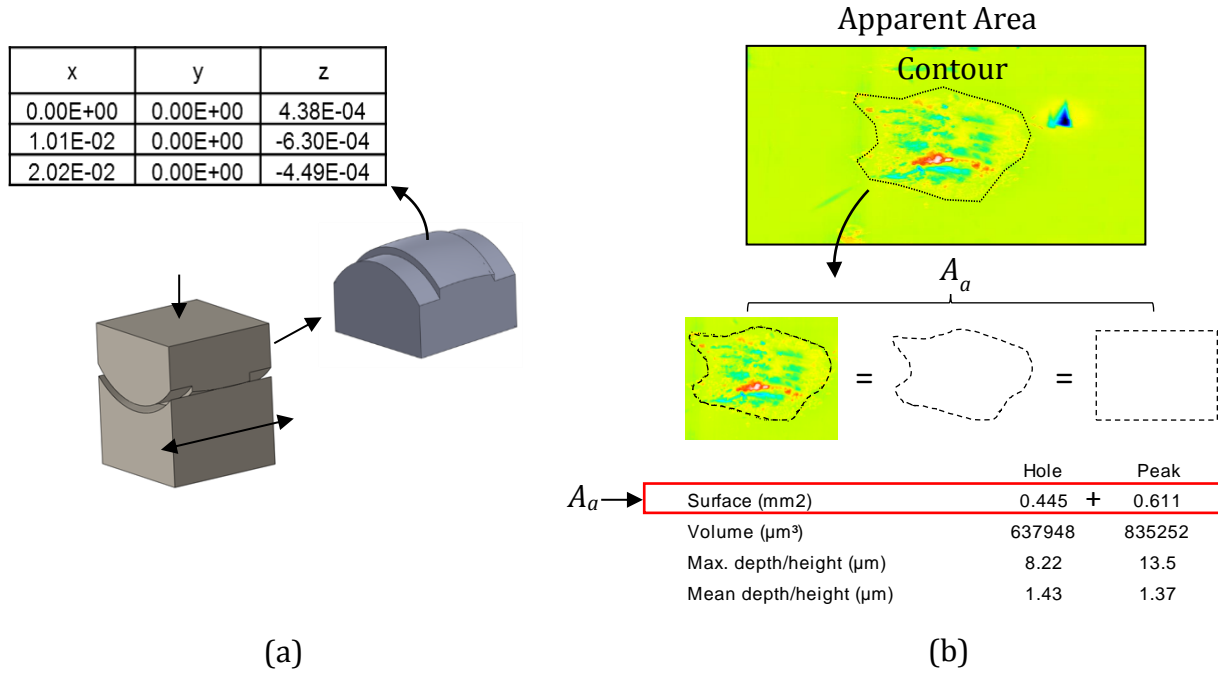 x y z
0.00E+00 0.00E+00 4.38E-04
1.01E-02 0.00E+00 -6.30E-04
2.02E-02 0.00E+00 -4.49E-04
(a)
Apparent Area
Contour
Aₐ
= =
Hole Peak
Aₐ Surface (mm2) 0.445 + 0.611
Volume (µm³) 637948 835252
Max. depth/height (µm) 8.22 13.5
Mean depth/height (µm) 1.43 1.37
(b)